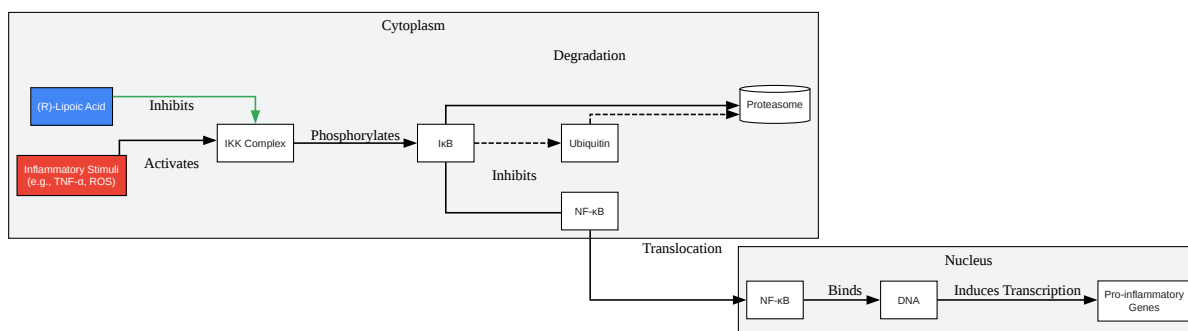 Cytoplasm
Degradation
(R)-Lipoic Acid
Inhibits
Proteasome
IKK Complex
Phosphorylates
IκB
Ubiquitin
Activates
Inflammatory Stimuli
(e.g., TNF-α, ROS)
Inhibits
NF-κB
Translocation
Nucleus
NF-κB
Binds
DNA
Induces Transcription
Pro-inflammatory
Genes